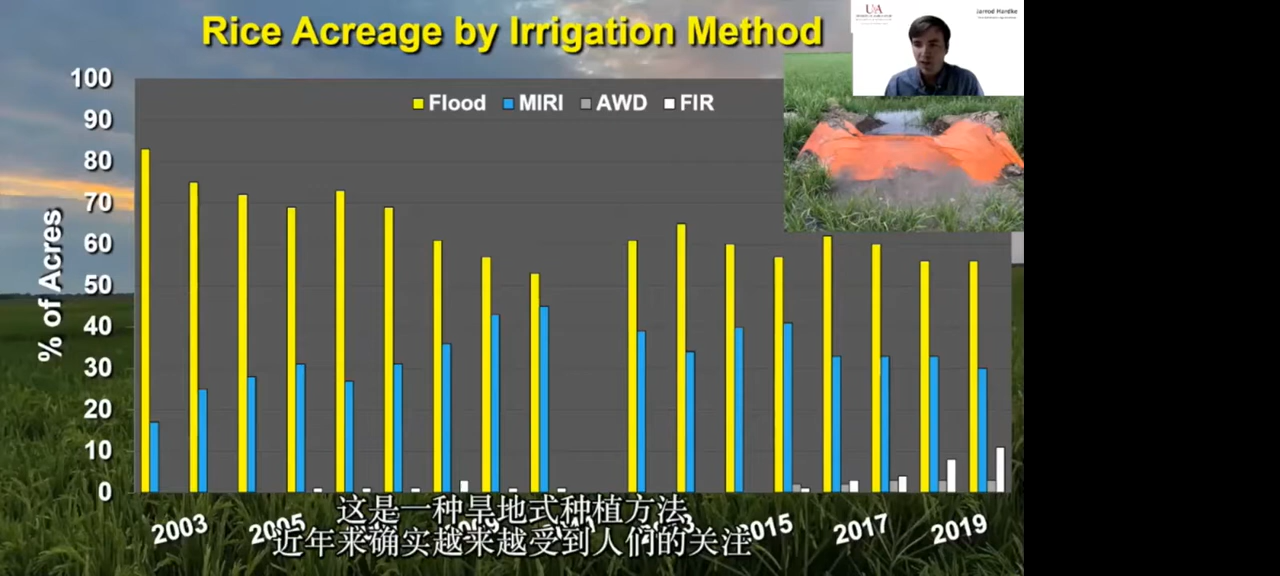 Rice Acreage by Irrigation Method
Jarrod Hardke
Flood MIRI AWD FIR
% of Acres
100
90
80
70
60
50
40
30
20
10
0
2003 2005 2015 2017 2019
这是一种旱地式种植方法
近年来确实越来越受到人们的关注